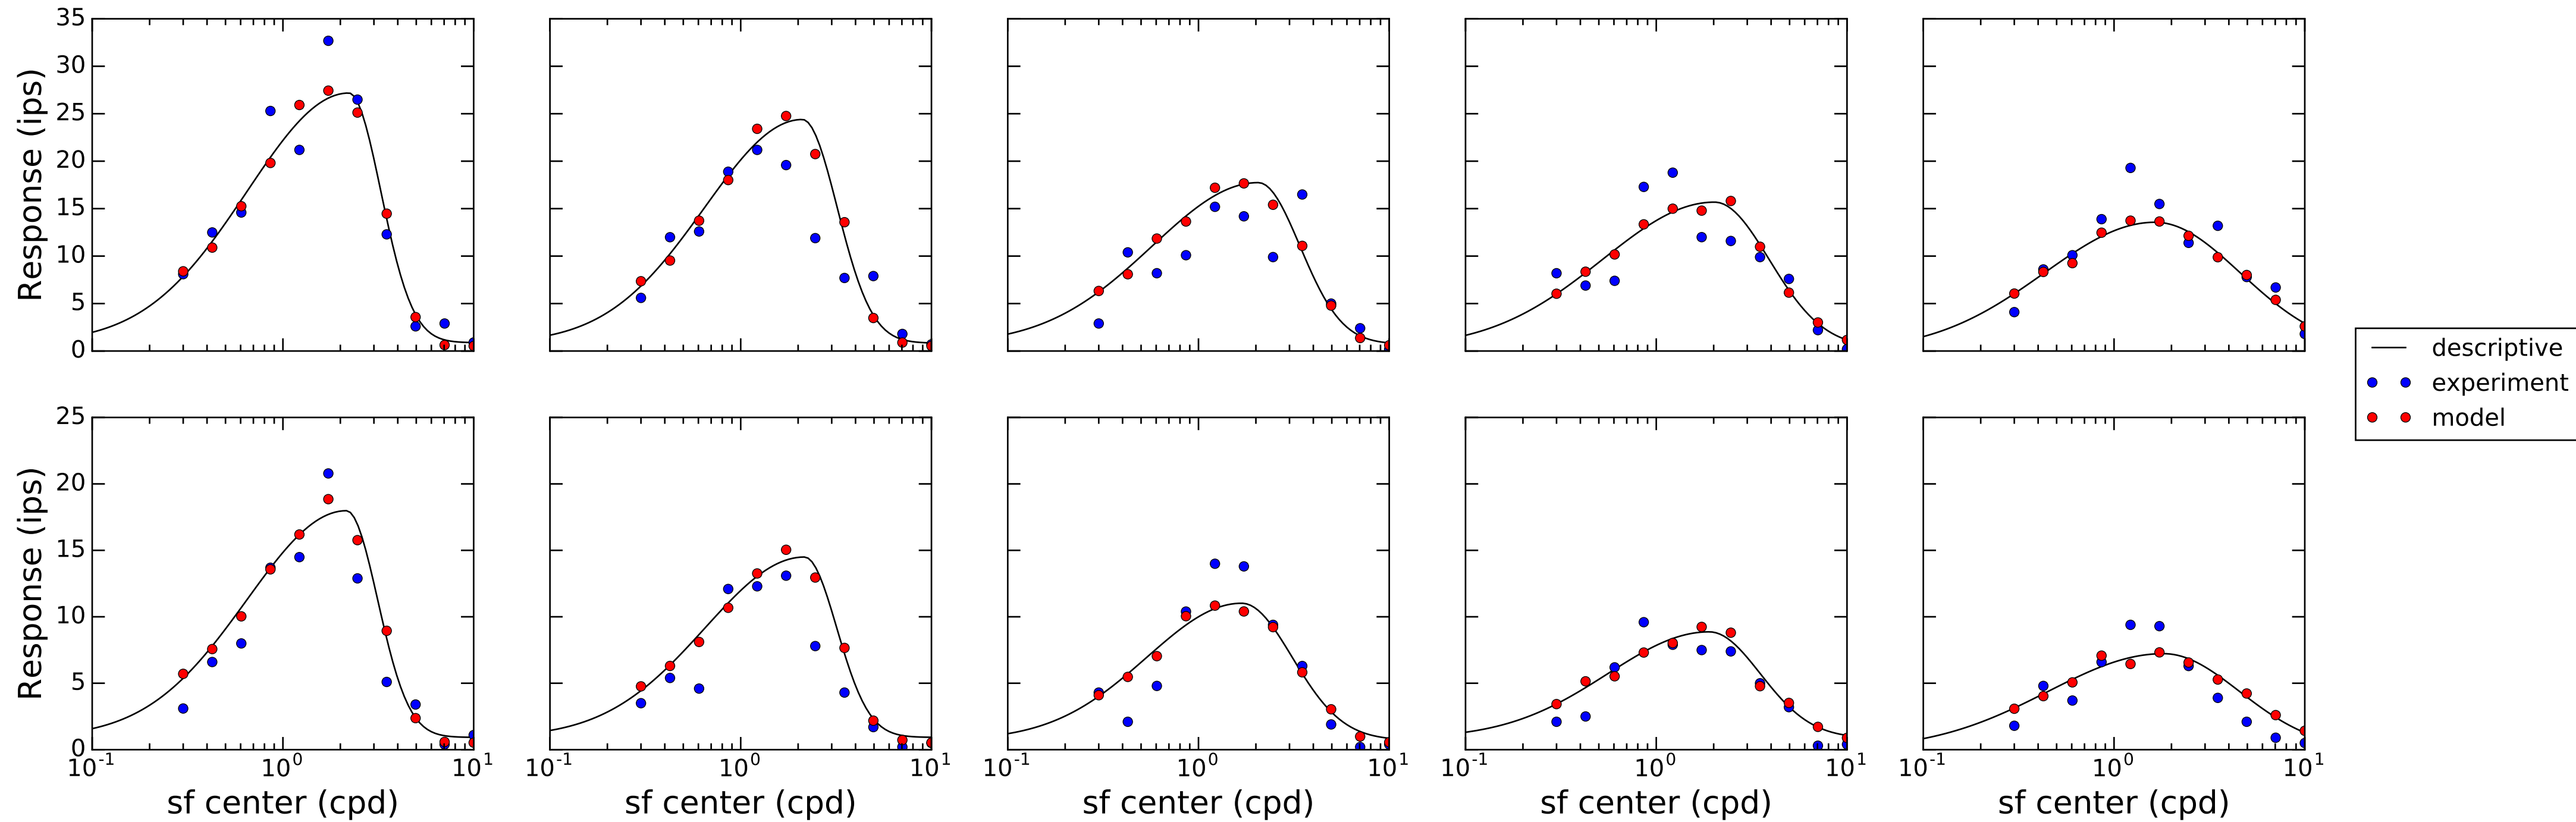 35
30
25
20
15
10
5
0
Response (ips)
25
20
15
10
5
0
Response (ips)
10^-1 10^0 10^1
10^-1 10^0 10^1
10^-1 10^0 10^1
10^-1 10^0 10^1
10^-1 10^0 10^1
sf center (cpd)
sf center (cpd)
sf center (cpd)
sf center (cpd)
sf center (cpd)
descriptive
experiment
model